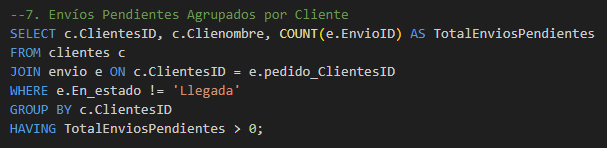 --7. Envíos Pendientes Agrupados por Cliente
SELECT c.ClientesID, c.Clienombre, COUNT(e.EnvioID) AS TotalEnviosPendientes
FROM clientes c
JOIN envio e ON c.ClientesID = e.pedido_ClientesID
WHERE e.En_estado != 'Llegada'
GROUP BY c.ClientesID
HAVING TotalEnviosPendientes > 0;